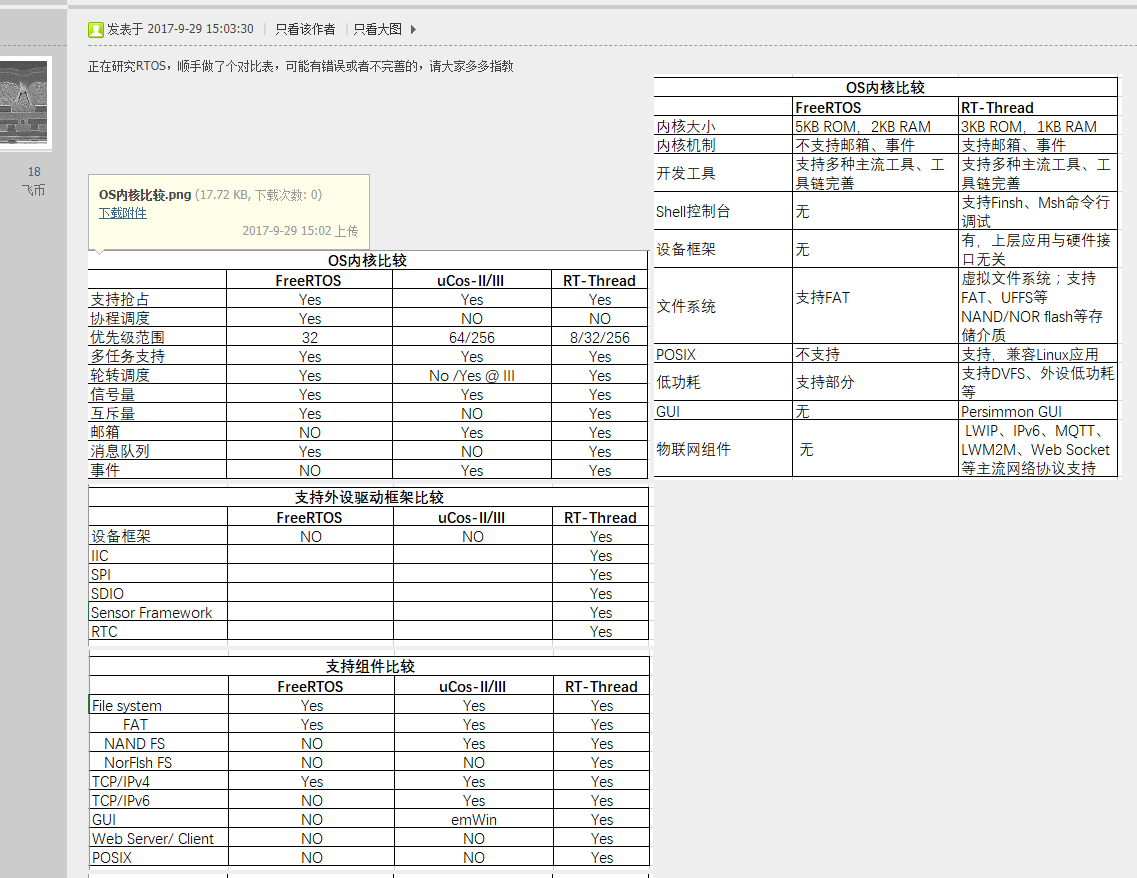 发表于 2017-9-29 15:03:30 只看该作者 只看大图
正在研究RTOS，顺手做了个对比表，可能有错误或者不完善的，请大家多多指教
18
飞币
OS内核比较.png (17.72 KB, 下载次数: 0)
下载附件
2017-9-29 15:02 上传
OS内核比较
FreeRTOS uCos-II/III RT-Thread
支持抢占 Yes Yes Yes
协程调度 Yes NO NO
优先级范围 32 64/256 8/32/256
多任务支持 Yes Yes Yes
轮转调度 Yes No /Yes @ III Yes
信号量 Yes Yes Yes
互斥量 Yes NO Yes
邮箱 NO Yes Yes
消息队列 Yes NO Yes
事件 NO Yes Yes
支持外设驱动框架比较
FreeRTOS uCos-II/III RT-Thread
设备框架 NO NO Yes
IIC Yes
SPI Yes
SDIO Yes
Sensor Framework Yes
RTC Yes
支持组件比较
FreeRTOS uCos-II/III RT-Thread
File system Yes Yes Yes
FAT Yes Yes Yes
NAND FS NO Yes Yes
NorFlsh FS NO NO Yes
TCP/IPv4 Yes Yes Yes
TCP/IPv6 NO Yes Yes
GUI NO emWin Yes
Web Server/ Client NO NO Yes
POSIX NO NO Yes
OS内核比较
FreeRTOS RT-Thread
内核大小 5KB ROM，2KB RAM 3KB ROM，1KB RAM
内核机制 不支持邮箱、事件 支持邮箱、事件
开发工具 支持多种主流工具、工 支持多种主流工具、工
具链完善 具链完善
Shell控制台 无 支持Finsh、Msh命令行
调试
设备框架 无 有，上层应用与硬件接
口无关
文件系统 支持FAT 虚拟文件系统；支持
FAT、UFFS等
NAND/NOR flash等存
储介质
POSIX 不支持 支持，兼容Linux应用
低功耗 支持部分 支持DVFS、外设低功耗
等
GUI 无 Persimmon GUI
物联网组件 无 LWIP、IPv6、MQTT、
LWM2M、Web Socket
等主流网络协议支持